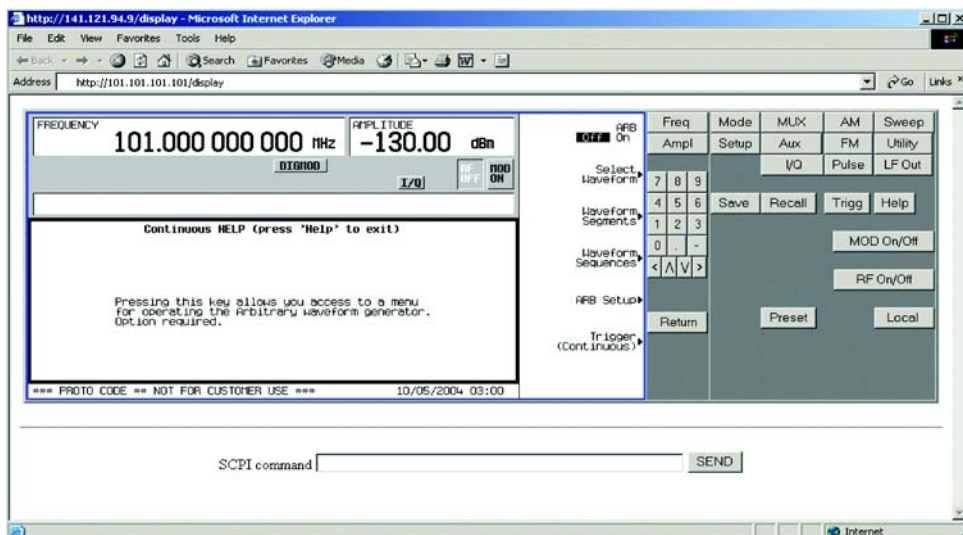 http://141.121.94.9/display - Microsoft Internet Explorer
File Edit View Favorites Tools Help
Back Search Favorites Media
Address http://101.101.101.101/display Go Links »
FREQUENCY
101.000 000 000 MHz
AMPLITUDE
-130.00 dBm
DIGMOD
I/Q
RF OFF
MOD ON
Continuous HELP (press 'Help' to exit)
Pressing this key allows you access to a menu
for operating the Arbitrary waveform generator.
Option required.
*** PROTO CODE ** NOT FOR CUSTOMER USE *** 10/05/2004 03:00
ARB
OFF On
Select
Waveform
Waveform
Segments
Waveform
Sequences
ARB Setup
Trigger
(Continuous)
Freq Mode MUX AM Sweep
Ampl Setup Aux FM Utility
I/Q Pulse LF Out
7 8 9
4 5 6 Save Recall Trigg Help
1 2 3
0 . - MOD On/Off
< Λ V >
RF On/Off
Return Preset Local
SCPI command SEND
Internet